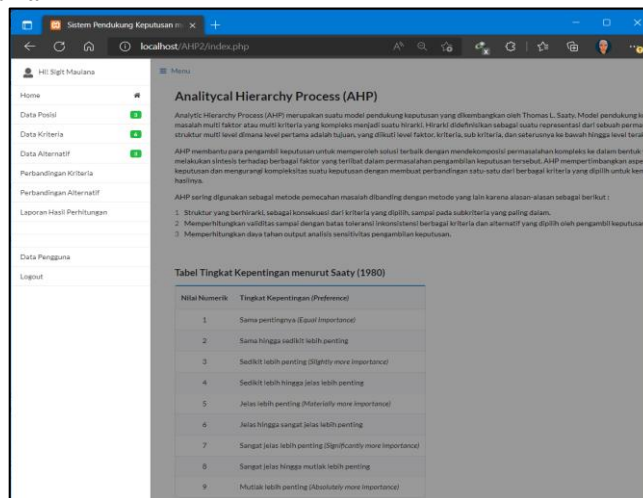 Sistem Pendukung Keputusan m
localhost/AHP2/index.php
Hi! Sigit Maulana
Menu
Home
Data Posisi 3
Data Kriteria 4
Data Alternatif 3
Perbandingan Kriteria
Perbandingan Alternatif
Laporan Hasil Perhitungan
Data Pengguna
Logout
Analitycal Hierarchy Process (AHP)
Analytic Hierarchy Process (AHP) merupakan suatu model pendukung keputusan yang dikembangkan oleh Thomas L. Saaty. Model pendukung ke
masalah multi faktor atau multi kriteria yang kompleks menjadi suatu hirarki. Hirarki didefinisikan sebagai suatu representasi dari sebuah perma
struktur multi level dimana level pertama adalah tujuan, yang diikuti level faktor, kriteria, sub kriteria, dan seterusnya ke bawah hingga level terak
AHP membantu para pengambil keputusan untuk memperoleh solusi terbaik dengan mendekomposisi permasalahan kompleks ke dalam bentuk
melakukan sintesis terhadap berbagai faktor yang terlibat dalam permasalahan pengambilan keputusan tersebut. AHP mempertimbangkan aspe
keputusan dan mengurangi kompleksitas suatu keputusan dengan membuat perbandingan satu-satu dari berbagai kriteria yang dipilih untuk ken
hasilnya.
AHP sering digunakan sebagai metode pemecahan masalah dibanding dengan metode yang lain karena alasan-alasan sebagai berikut :
1 Struktur yang berhirarki, sebagai konsekuesi dari kriteria yang dipilih, sampai pada subkriteria yang paling dalam.
2 Memperhitungkan validitas sampai dengan batas toleransi inkonsistensi berbagai kriteria dan alternatif yang dipilih oleh pengambil keputusan
3 Memperhitungkan daya tahan output analisis sensitivitas pengambilan keputusan.
Tabel Tingkat Kepentingan menurut Saaty (1980)
Nilai Numerik Tingkat Kepentingan (Preference)
1 Sama pentingnya (Equal Importance)
2 Sama hingga sedikit lebih penting
3 Sedikit lebih penting (Slightly more importance)
4 Sedikit lebih hingga jelas lebih penting
5 Jelas lebih penting (Materially more importance)
6 Jelas hingga sangat jelas lebih penting
7 Sangat jelas lebih penting (Significantly more importance)
8 Sangat jelas hingga mutlak lebih penting
9 Mutlak lebih penting (Absolutely more importance)